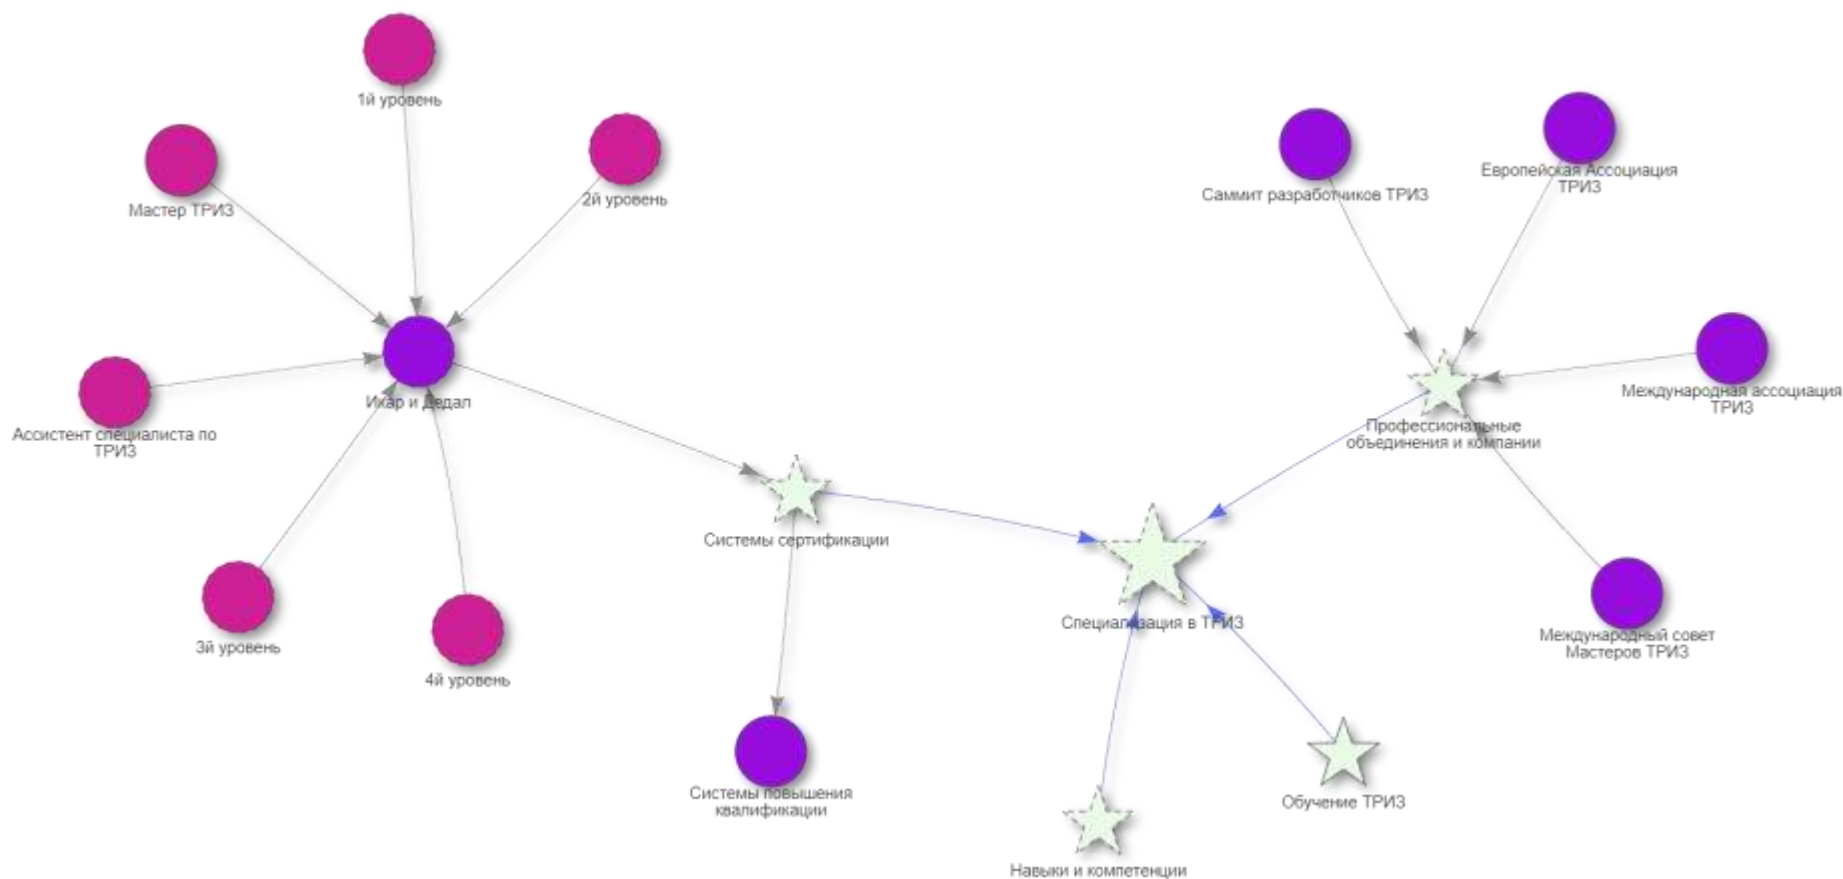 1й уровень
Мастер ТРИЗ
2й уровень
Саммит разработчиков ТРИЗ
Европейская Ассоциация
ТРИЗ
Икар и Дедал
Международная ассоциация
ТРИЗ
Ассистент специалиста по
ТРИЗ
Профессиональные
объединения и компании
Системы сертификации
Специализация в ТРИЗ
3й уровень
4й уровень
Международный совет
Мастеров ТРИЗ
Системы повышения
квалификации
Обучение ТРИЗ
Навыки и компетенции